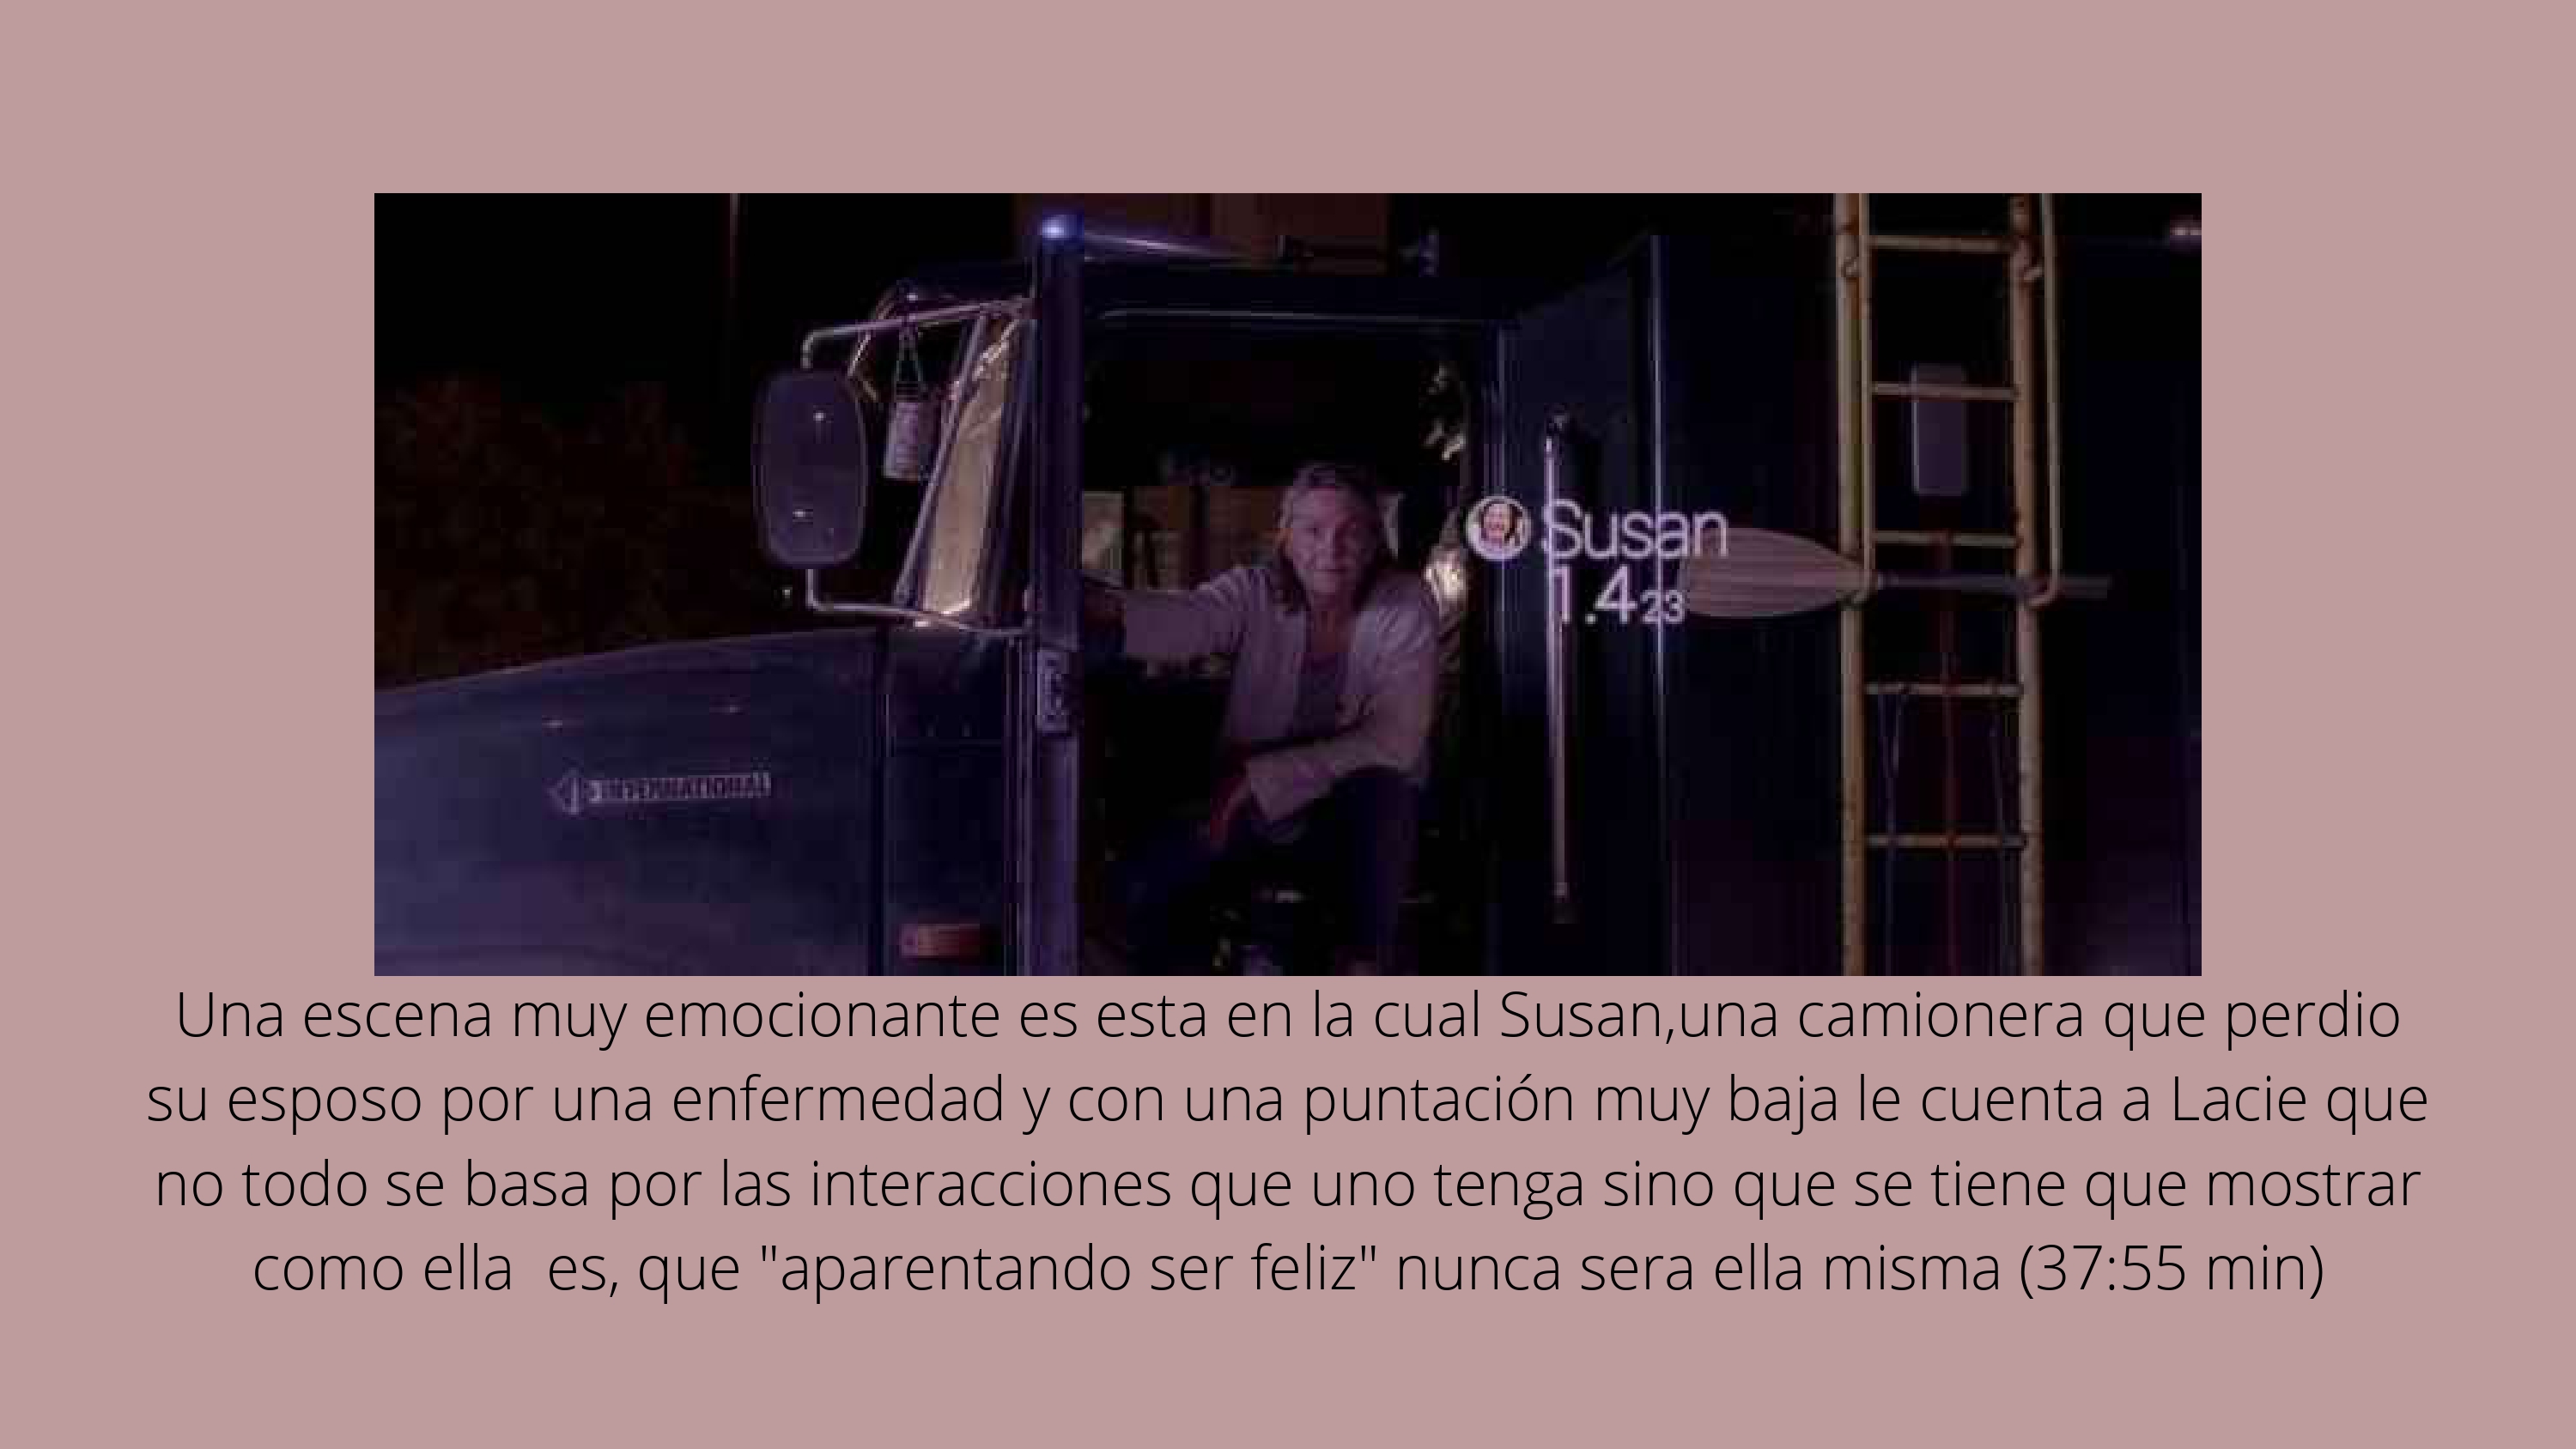 Susan
1.423
INTERNATIONAL
Una escena muy emocionante es esta en la cual Susan,una camionera que perdio
su esposo por una enfermedad y con una puntación muy baja le cuenta a Lacie que
no todo se basa por las interacciones que uno tenga sino que se tiene que mostrar
como ella  es, que "aparentando ser feliz" nunca sera ella misma (37:55 min)